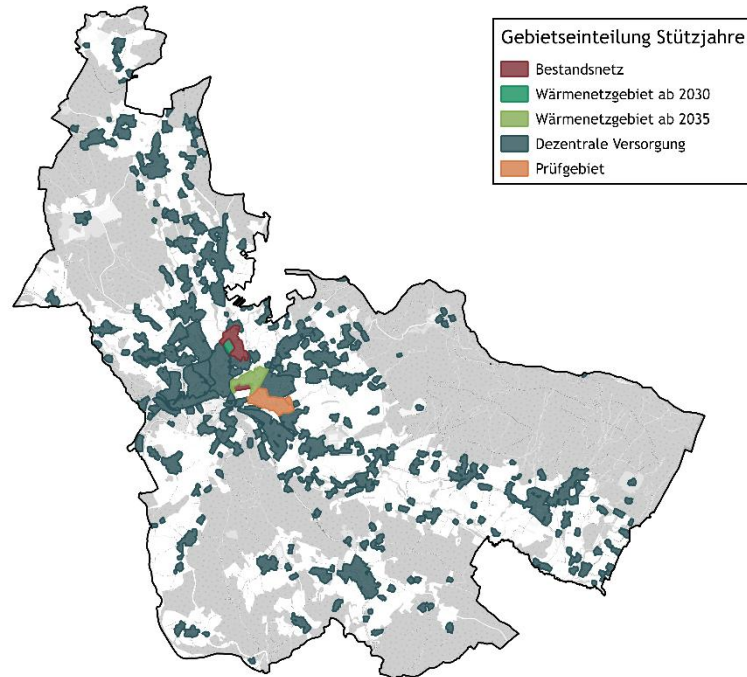 Gebietseinteilung Stützjahre
Bestandsnetz
Wärmenetzgebiet ab 2030
Wärmenetzgebiet ab 2035
Dezentrale Versorgung
Prüfgebiet